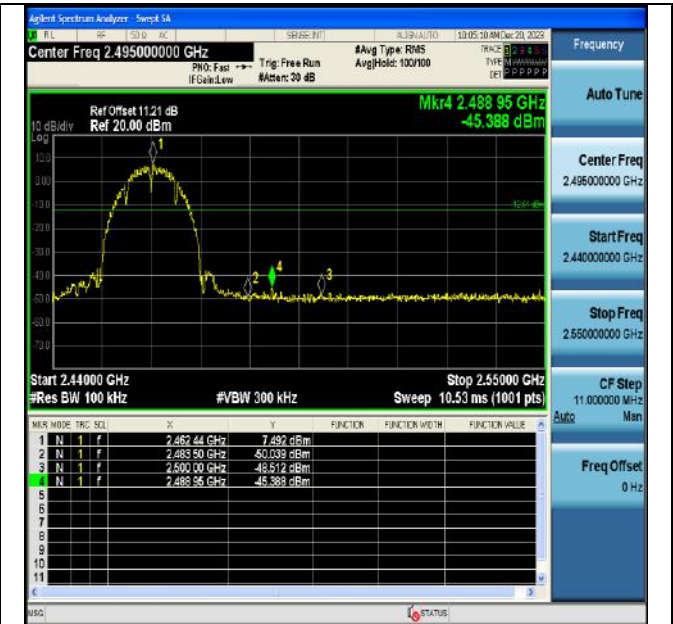 Agilent Spectrum Analyzer - Swept SA
RL RF 50 Ω AC SENSE:INT ALIGN AUTO 10:05:10 AM Dec 20, 2023
Center Freq 2.495000000 GHz
PNO: Fast
IFGain:Low
Trig: Free Run
#Atten: 30 dB
#Avg Type: RMS
Avg|Hold: 100/100
TRACE 1 2 3 4 5 6
TYPE M
DET P P P P P P
Ref Offset 11.21 dB
10 dB/div Ref 20.00 dBm
Log
Mkr4 2.488 95 GHz
-45.388 dBm
1
10.0
0.00
-10.0
-20.0
-30.0
-40.0
-50.0
-60.0
-70.0
2
4
3
Start 2.44000 GHz
Stop 2.55000 GHz
#Res BW 100 kHz
#VBW 300 kHz
Sweep 10.53 ms (1001 pts)
MKR MODE TRC SCL X Y FUNCTION FUNCTION WIDTH FUNCTION VALUE
1 N 1 f 2.462 44 GHz 7.492 dBm
2 N 1 f 2.483 50 GHz -50.039 dBm
3 N 1 f 2.500 00 GHz -48.512 dBm
4 N 1 f 2.488 95 GHz -45.388 dBm
5
6
7
8
9
10
11
MSG
STATUS
Frequency
Auto Tune
Center Freq
2.495000000 GHz
Start Freq
2.440000000 GHz
Stop Freq
2.550000000 GHz
CF Step
11.000000 MHz
Auto Man
Freq Offset
0 Hz